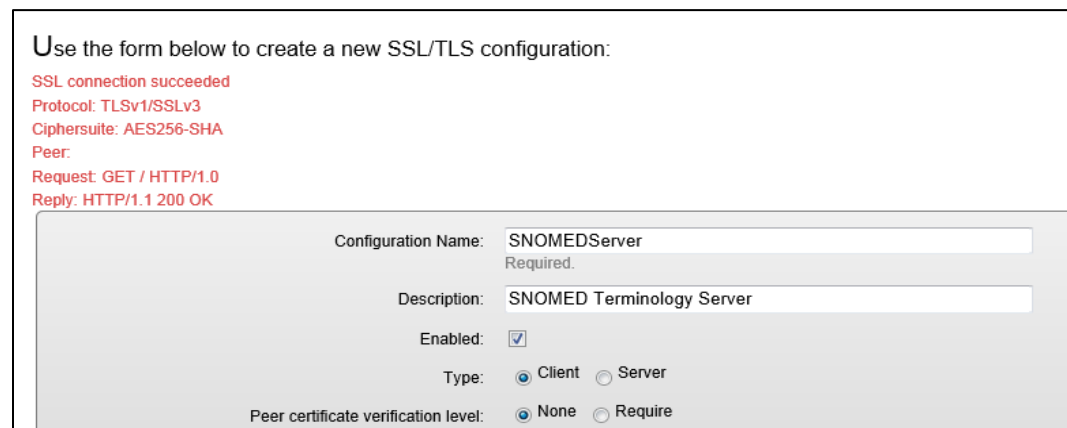 Use the form below to create a new SSL/TLS configuration:
SSL connection succeeded
Protocol: TLSv1/SSLv3
Ciphersuite: AES256-SHA
Peer:
Request: GET / HTTP/1.0
Reply: HTTP/1.1 200 OK
Configuration Name: SNOMEDServer
Required.
Description: SNOMED Terminology Server
Enabled:
Type: Client Server
Peer certificate verification level: None Require